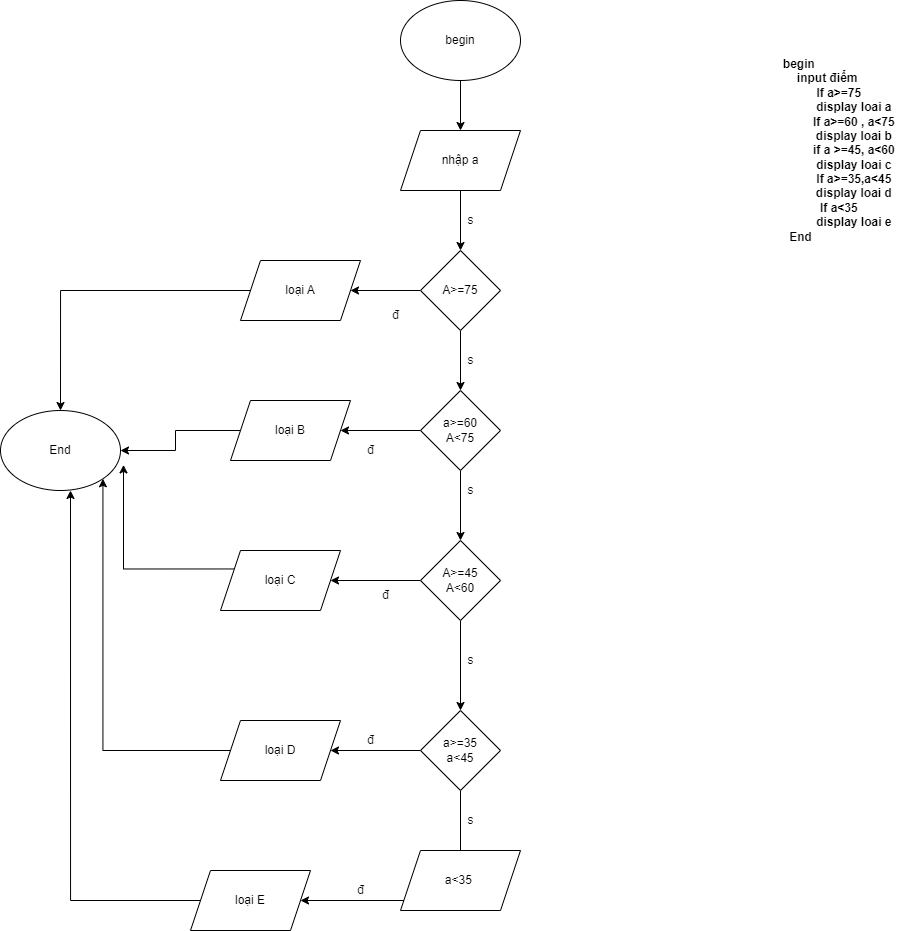 begin
nhập a
s
A>=75
đ
loại A
s
a>=60
A<75
đ
loại B
End
s
A>=45
A<60
đ
loại C
s
a>=35
a<45
đ
loại D
s
a<35
đ
loại E
begin
input điểm
If a>=75
display loai a
If a>=60 , a<75
display loai b
if a >=45, a<60
display loai c
If a>=35,a<45
display loai d
If a<35
display loai e
End